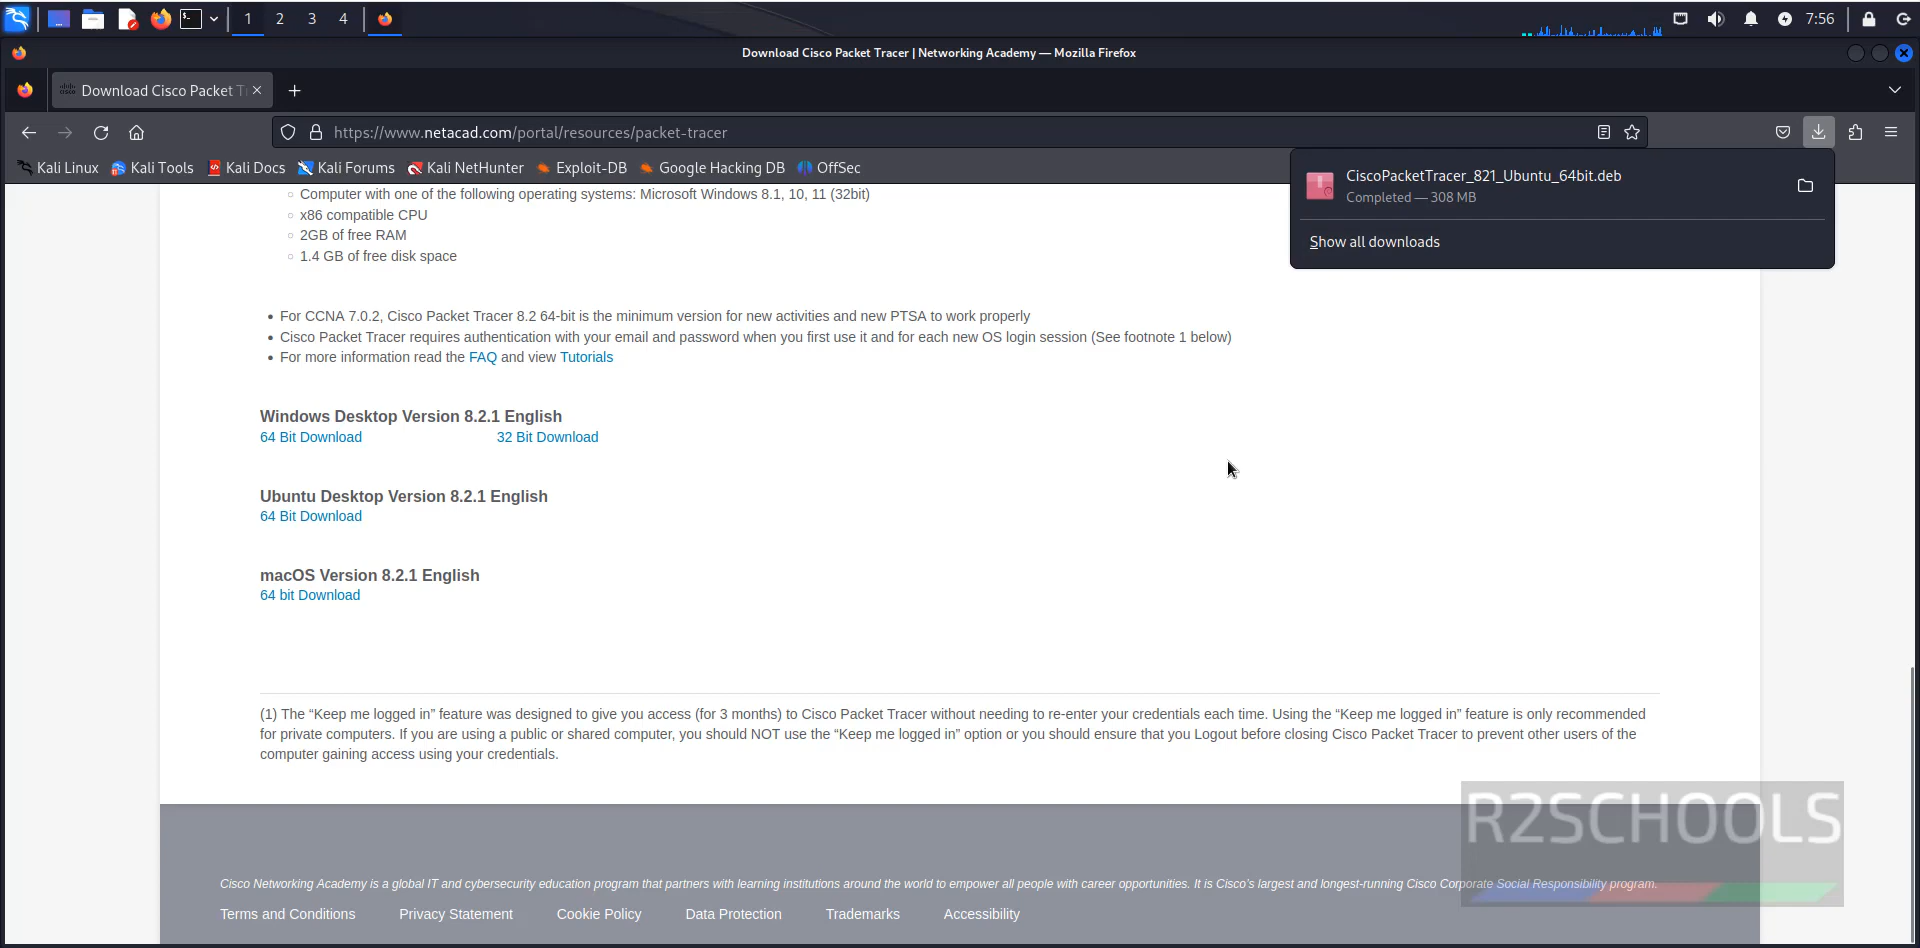 1 2 3 4 7:56
Download Cisco Packet Tracer | Networking Academy — Mozilla Firefox
Download Cisco Packet T
https://www.netacad.com/portal/resources/packet-tracer
Kali Linux Kali Tools Kali Docs Kali Forums Kali NetHunter Exploit-DB Google Hacking DB OffSec
CiscoPacketTracer_821_Ubuntu_64bit.deb
Completed — 308 MB
Show all downloads
Computer with one of the following operating systems: Microsoft Windows 8.1, 10, 11 (32bit)
x86 compatible CPU
2GB of free RAM
1.4 GB of free disk space
For CCNA 7.0.2, Cisco Packet Tracer 8.2 64-bit is the minimum version for new activities and new PTSA to work properly
Cisco Packet Tracer requires authentication with your email and password when you first use it and for each new OS login session (See footnote 1 below)
For more information read the FAQ and view Tutorials
Windows Desktop Version 8.2.1 English
64 Bit Download 32 Bit Download
Ubuntu Desktop Version 8.2.1 English
64 Bit Download
macOS Version 8.2.1 English
64 bit Download
(1) The “Keep me logged in” feature was designed to give you access (for 3 months) to Cisco Packet Tracer without needing to re-enter your credentials each time. Using the “Keep me logged in” feature is only recommended
for private computers. If you are using a public or shared computer, you should NOT use the “Keep me logged in” option or you should ensure that you Logout before closing Cisco Packet Tracer to prevent other users of the
computer gaining access using your credentials.
R2SCHOOLS
Cisco Networking Academy is a global IT and cybersecurity education program that partners with learning institutions around the world to empower all people with career opportunities. It is Cisco's largest and longest-running Cisco Corporate Social Responsibility program.
Terms and Conditions Privacy Statement Cookie Policy Data Protection Trademarks Accessibility